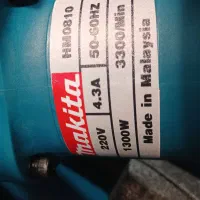 makita
HM0810
50-60HZ
220V 4.3A
3300/Min
1300W
Made in Malaysia